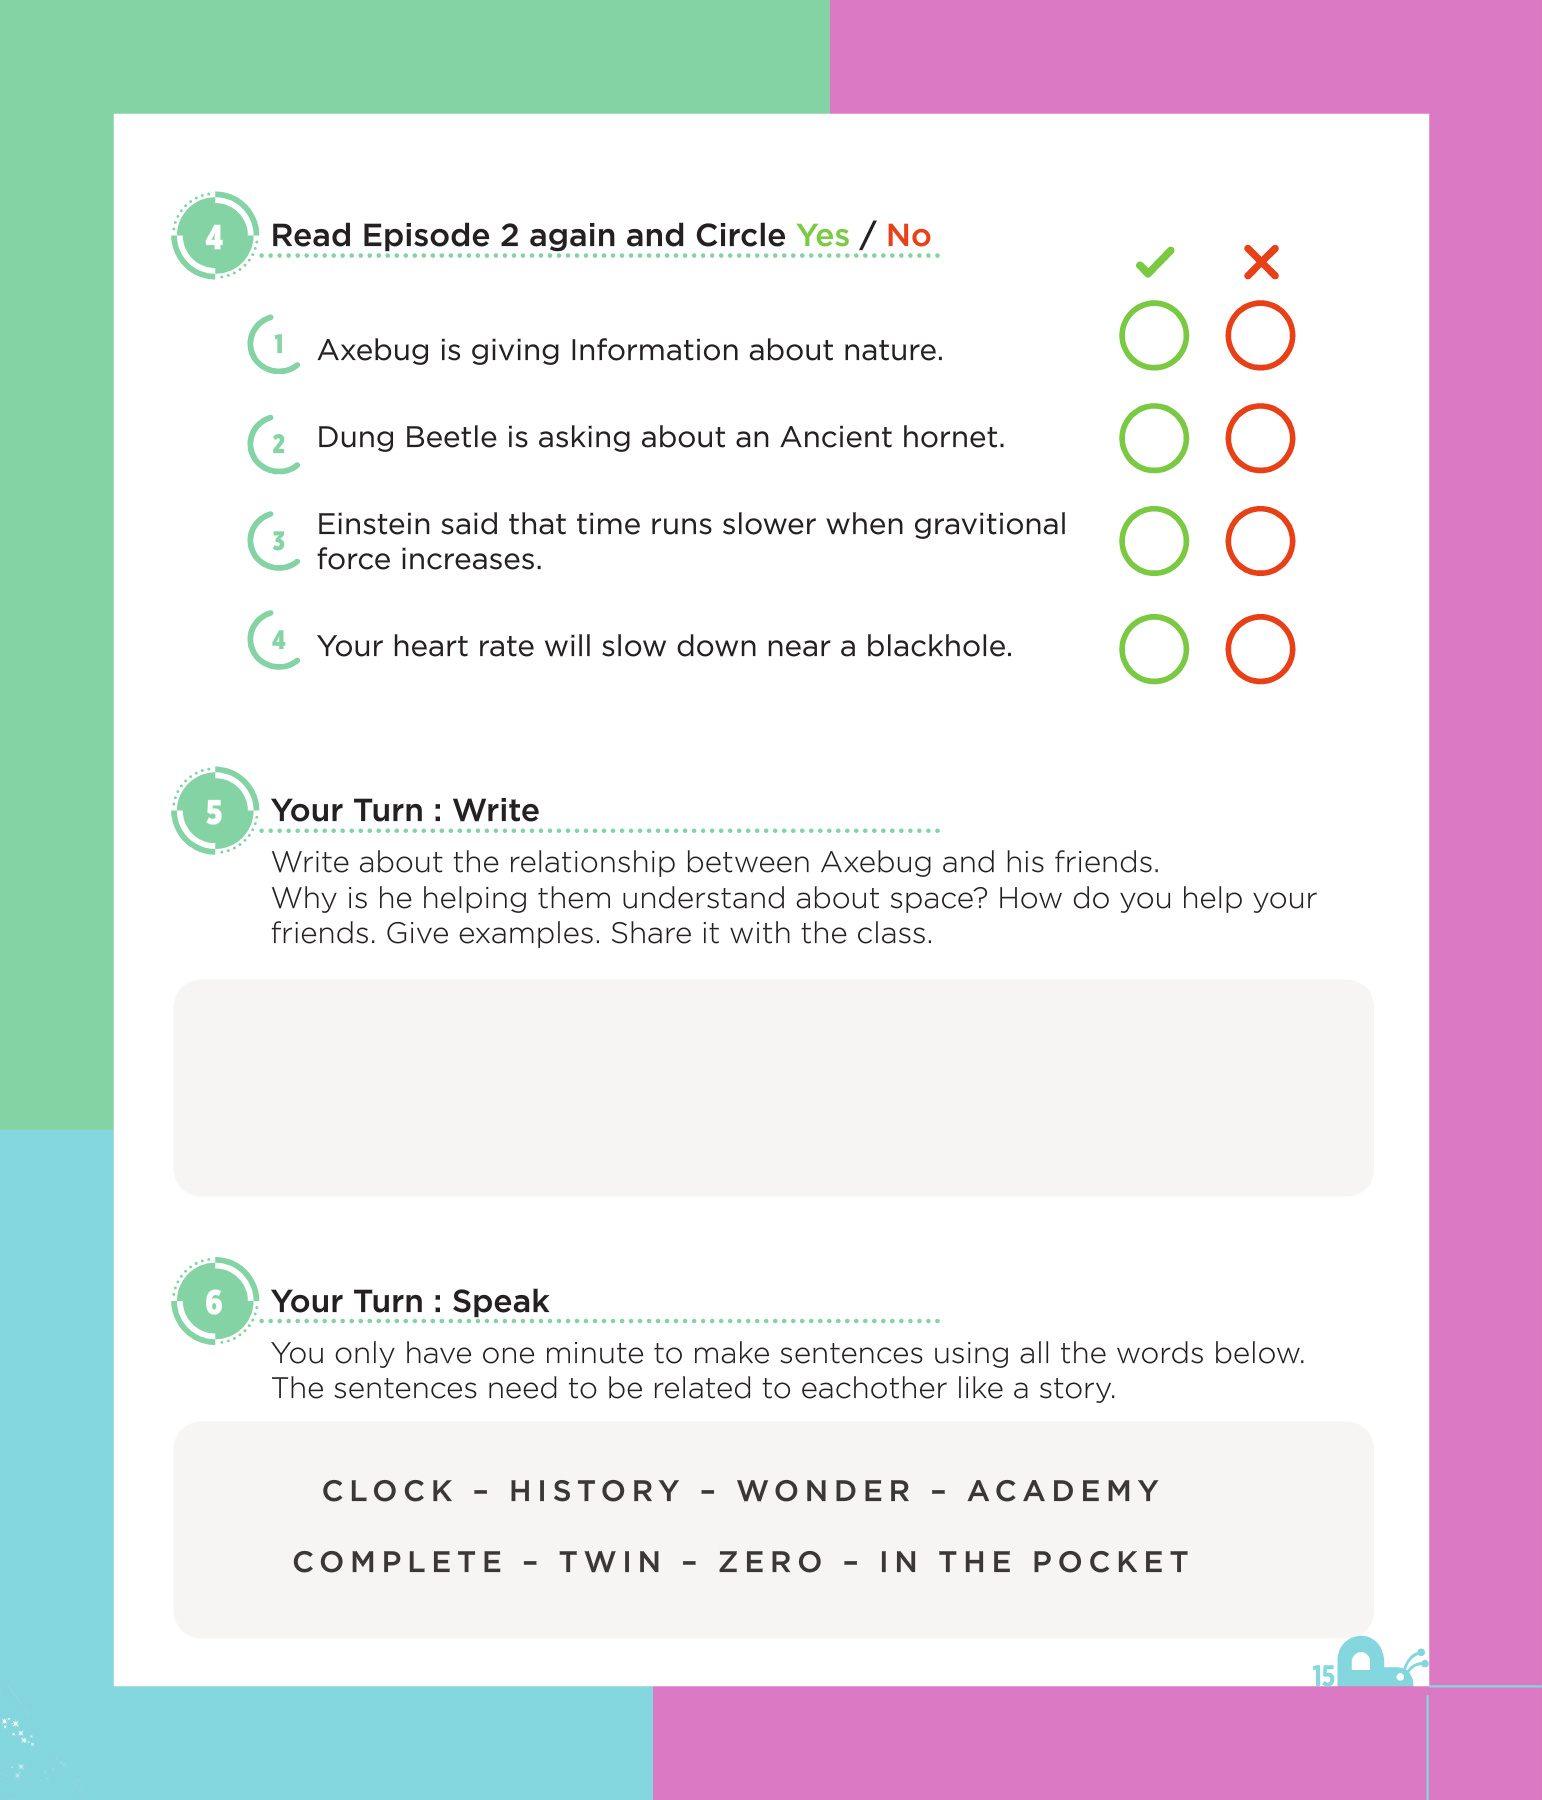 4 Read Episode 2 again and Circle Yes / No
1 Axebug is giving Information about nature.
2 Dung Beetle is asking about an Ancient hornet.
3 Einstein said that time runs slower when gravitional
force increases.
4 Your heart rate will slow down near a blackhole.
5 Your Turn : Write
Write about the relationship between Axebug and his friends.
Why is he helping them understand about space? How do you help your
friends. Give examples. Share it with the class.
6 Your Turn : Speak
You only have one minute to make sentences using all the words below.
The sentences need to be related to eachother like a story.
CLOCK – HISTORY – WONDER – ACADEMY
COMPLETE – TWIN – ZERO – IN THE POCKET
15